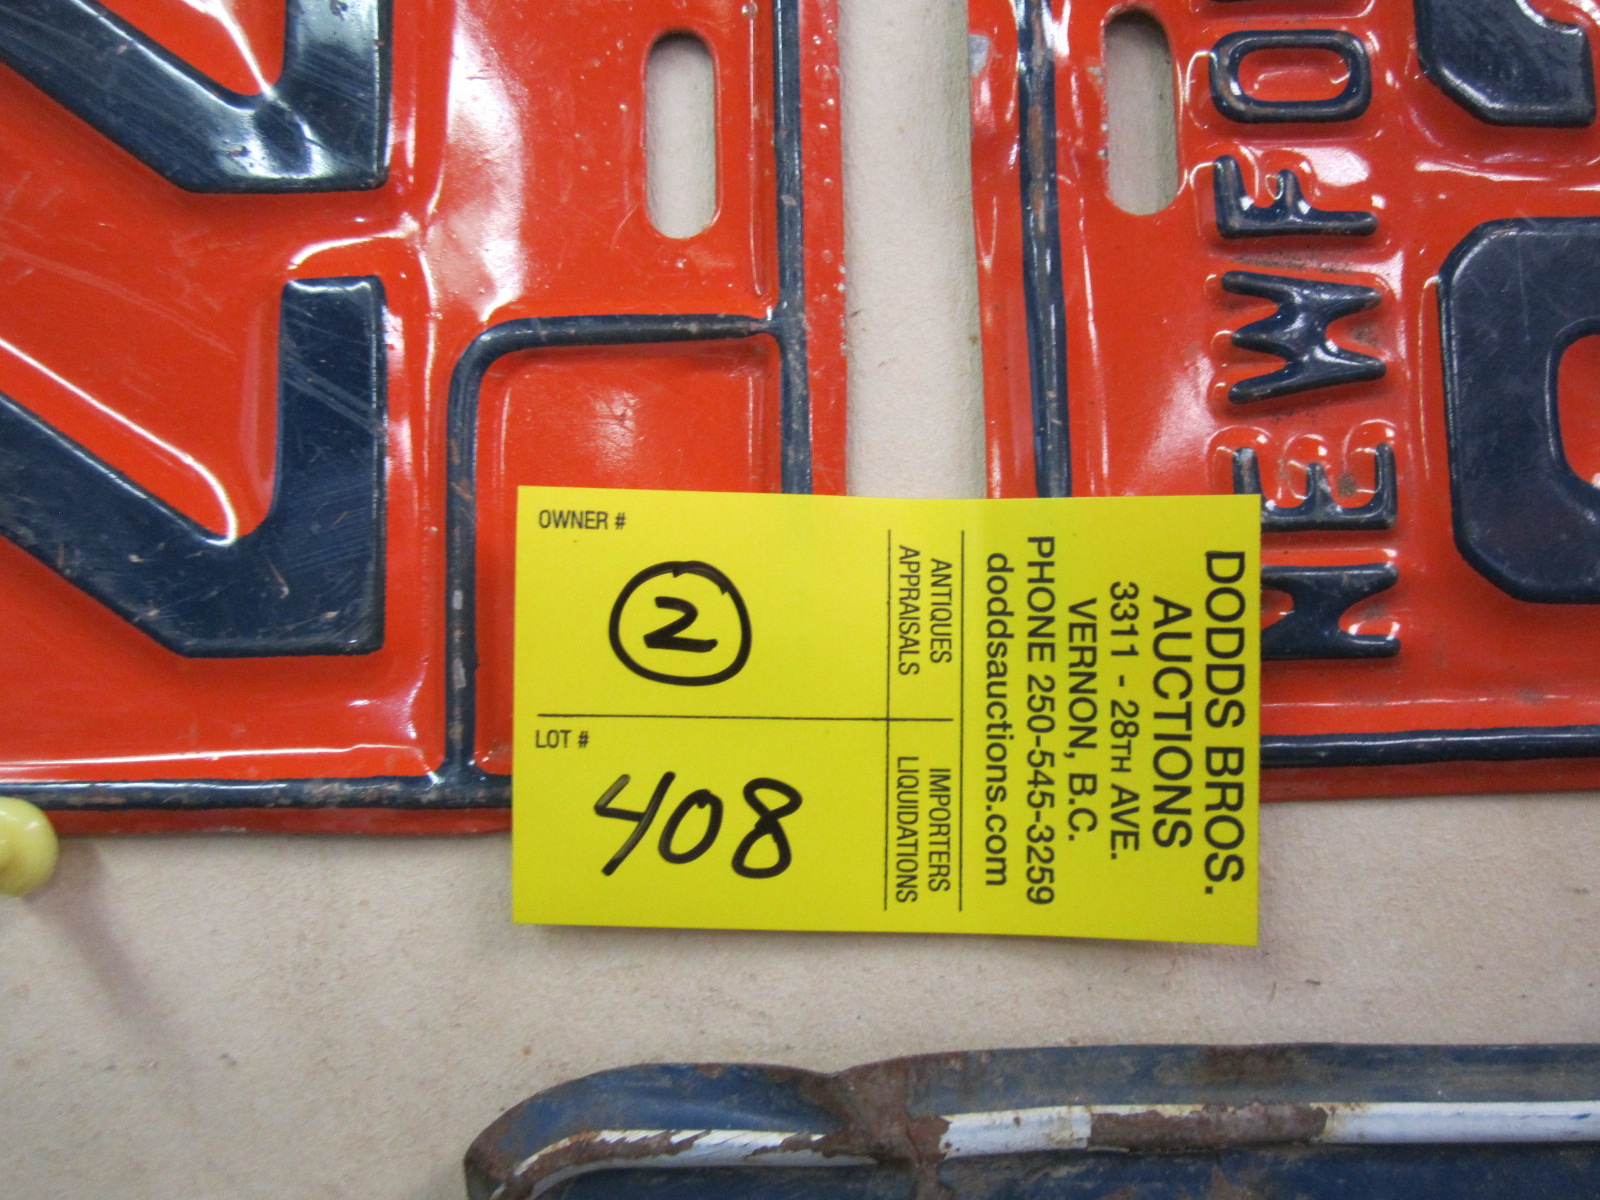 OWNER #
2
LOT #
408
ANTIQUES
APPRAISALS
IMPORTERS
LIQUIDATIONS
DODDS BROS.
AUCTIONS
3311 - 28TH AVE.
VERNON, B.C.
PHONE 250-545-3259
doddsauctions.com
NEWFO